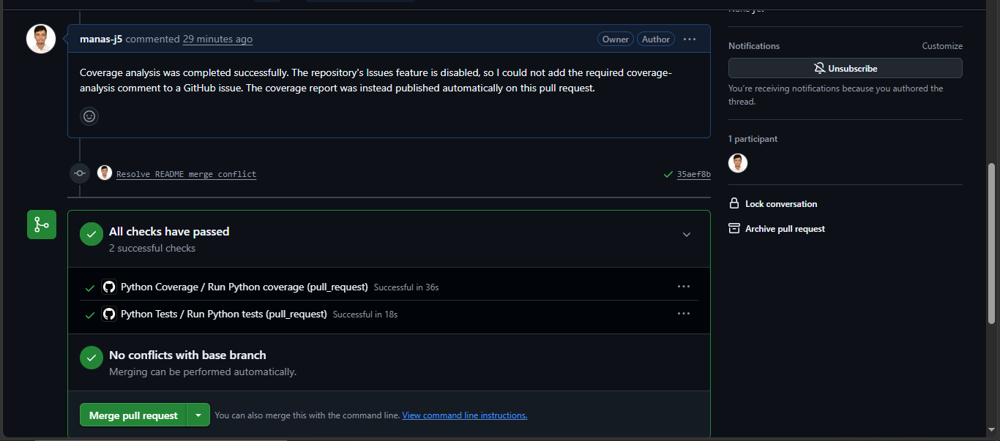 None yet
manas-j5 commented 29 minutes ago Owner Author
Coverage analysis was completed successfully. The repository's Issues feature is disabled, so I could not add the required coverage-
analysis comment to a GitHub issue. The coverage report was instead published automatically on this pull request.
Resolve README merge conflict 35aef8b
All checks have passed
2 successful checks
Python Coverage / Run Python coverage (pull_request) Successful in 36s
Python Tests / Run Python tests (pull_request) Successful in 18s
No conflicts with base branch
Merging can be performed automatically.
Merge pull request You can also merge this with the command line. View command line instructions.
Notifications Customize
Unsubscribe
You're receiving notifications because you authored the
thread.
1 participant
Lock conversation
Archive pull request